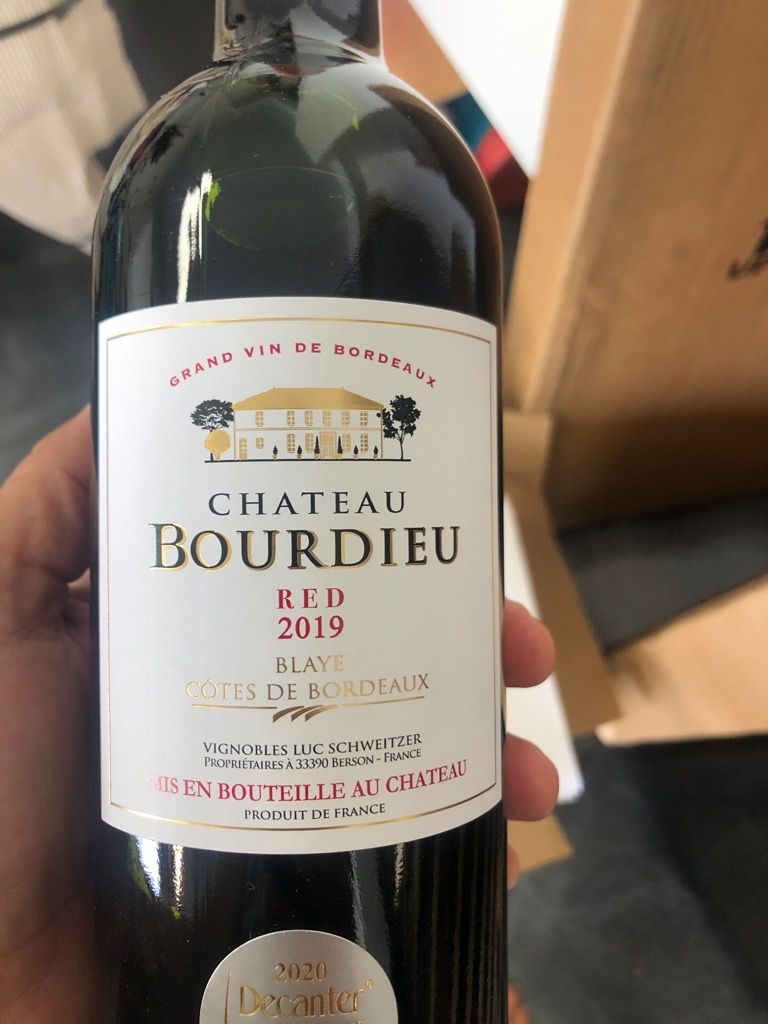 GRAND VIN DE BORDEAUX
CHATEAU
BOURDIEU
RED
2019
BLAYE
CÔTES DE BORDEAUX
VIGNOBLES LUC SCHWEITZER
PROPRIÉTAIRES À 33390 BERSON - FRANCE
MIS EN BOUTEILLE AU CHATEAU
PRODUIT DE FRANCE
2020
Decanter